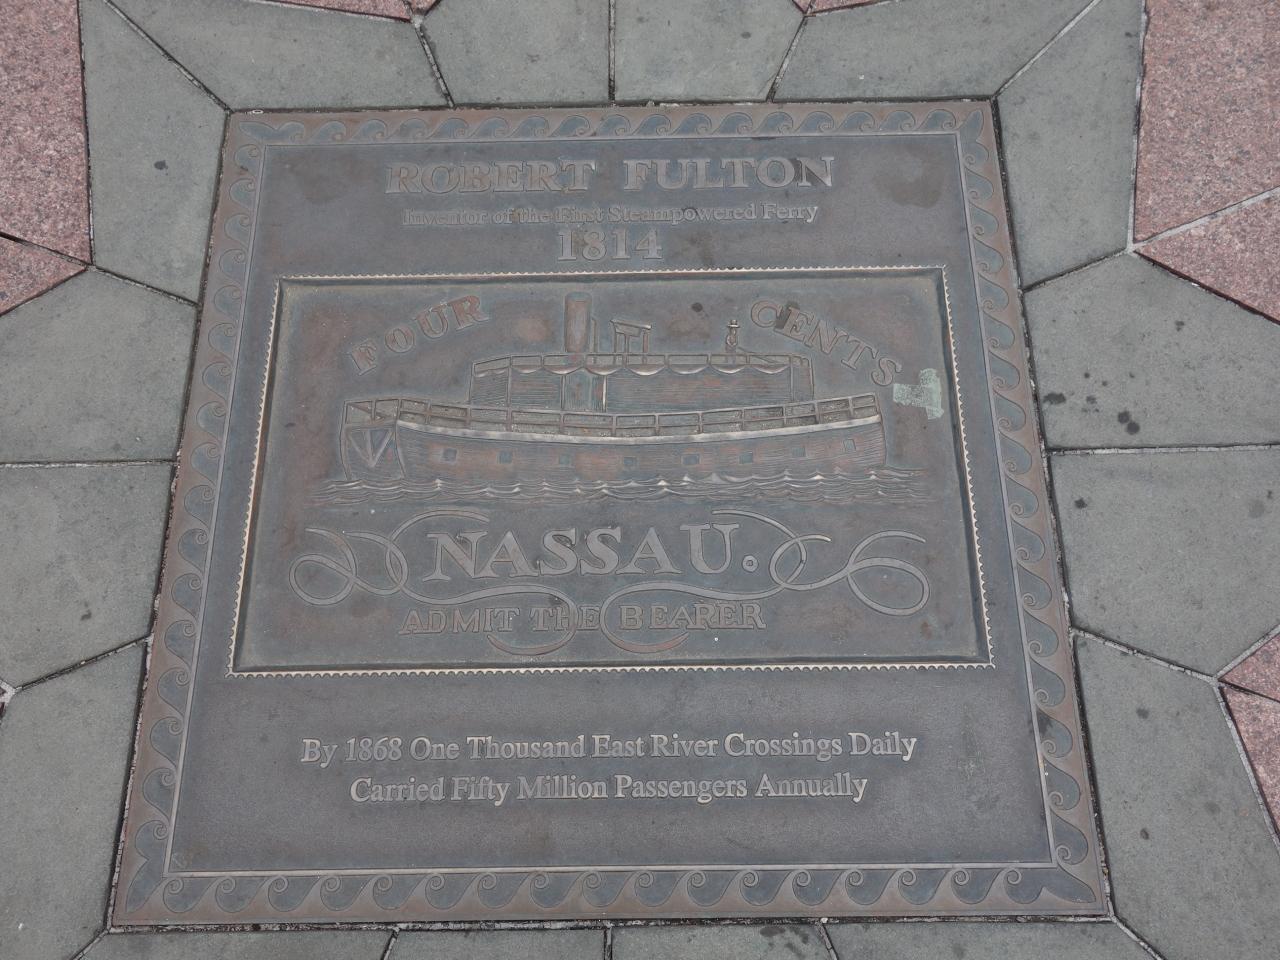 ROBERT FULTON
Inventor of the First Steampowered Ferry
1814
FOUR CENTS
NASSAU.
ADMIT THE BEARER
By 1868 One Thousand East River Crossings Daily
Carried Fifty Million Passengers Annually